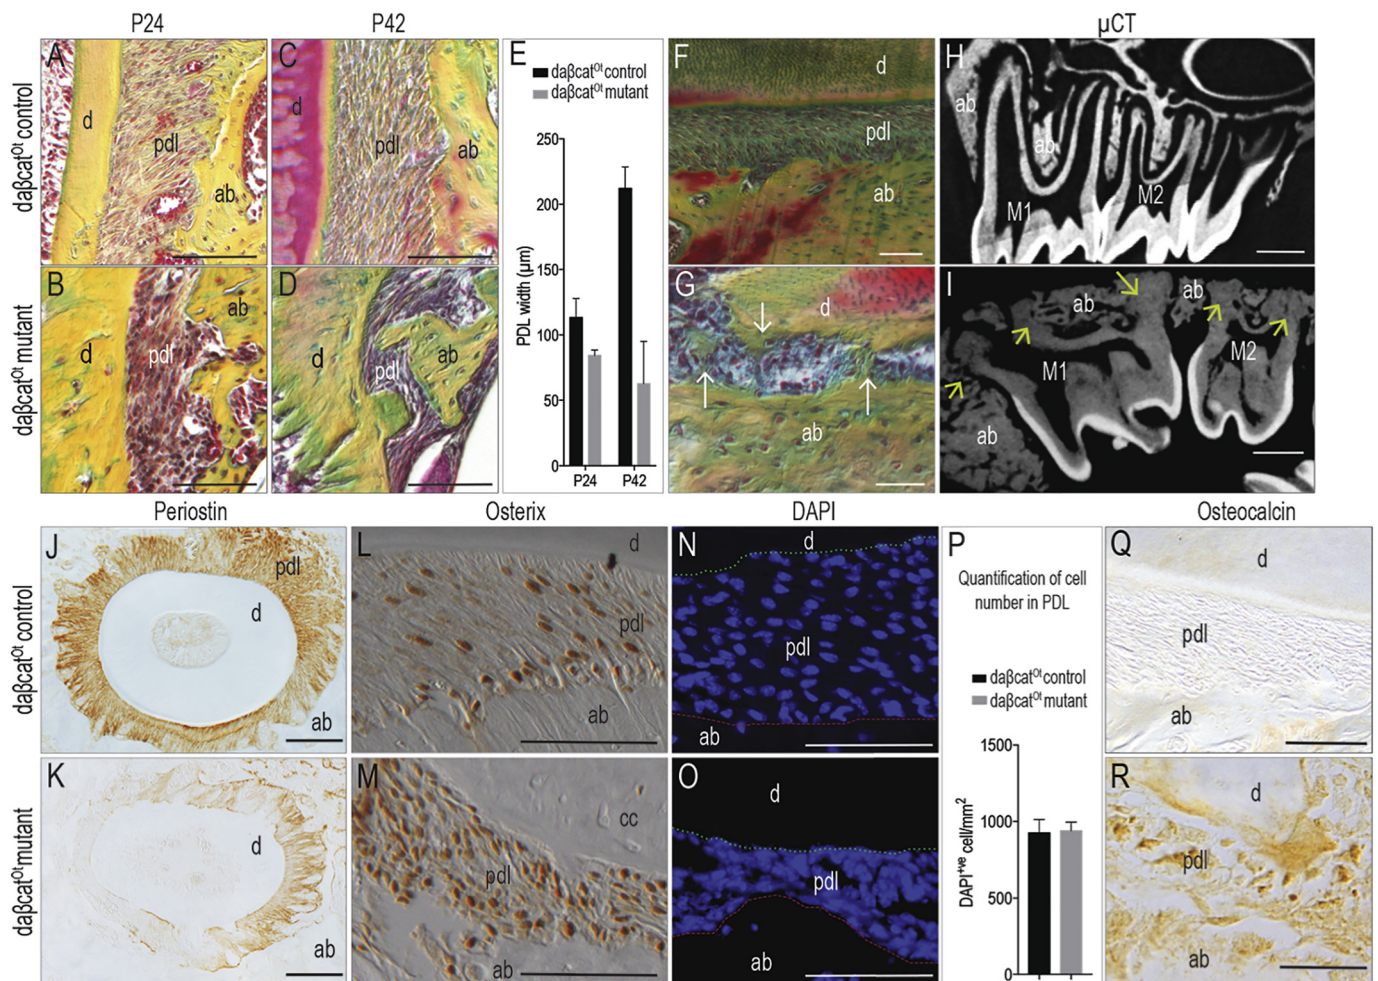 P24
P42
μCT
daβcatOt control
daβcatOt mutant
A
d
pdl
ab
B
d
pdl
ab
C
pdl
ab
D
d
pdl
ab
E
daβcatOt control
daβcatOt mutant
PDL width (μm)
250
200
150
100
50
0
P24
P42
F
d
pdl
ab
G
d
ab
H
ab
ab
M1
M2
I
ab
ab
M1
M2
ab
Periostin
Osterix
DAPI
Osteocalcin
daβcatOt control
daβcatOtmutant
J
pdl
d
ab
K
d
ab
L
d
pdl
ab
M
cc
pdl
ab
N
d
pdl
ab
O
d
pdl
ab
P
Quantification of cell
number in PDL
daβcatOt control
daβcatOt mutant
DAPI+ve cell/mm2
1500
1000
500
0
Q
d
pdl
ab
R
d
pdl
ab